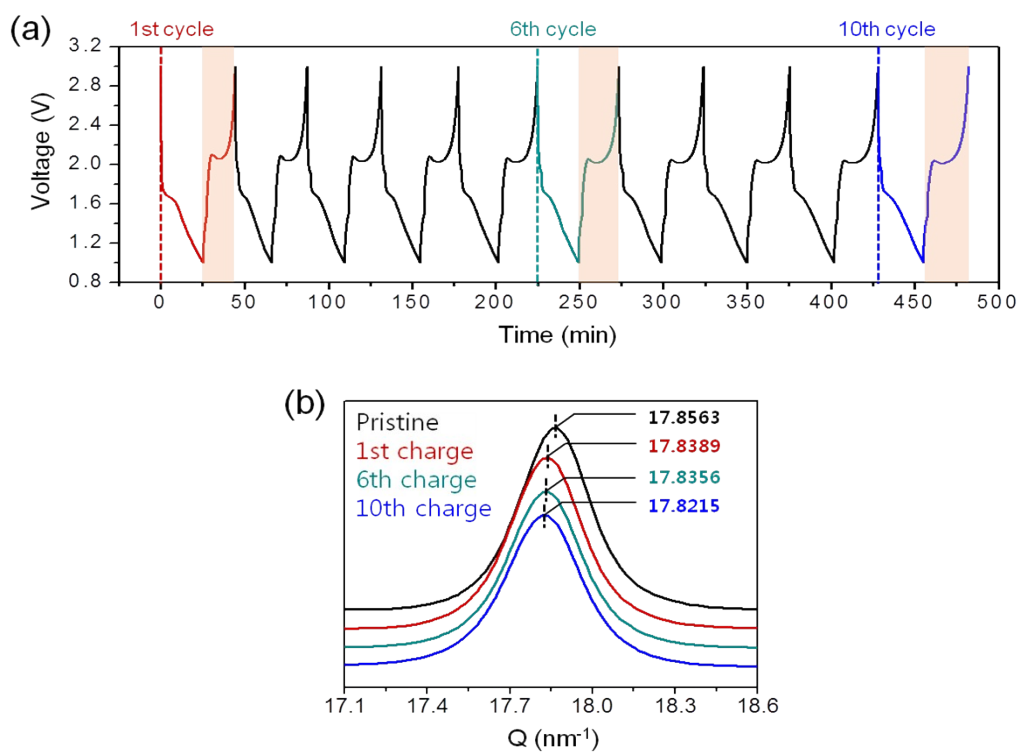 (a)
1st cycle 6th cycle 10th cycle
3.2
2.8
2.4
2.0
1.6
1.2
0.8
Voltage (V)
0 50 100 150 200 250 300 350 400 450 500
Time (min)
(b)
Pristine 17.8563
1st charge 17.8389
6th charge 17.8356
10th charge 17.8215
17.1 17.4 17.7 18.0 18.3 18.6
Q (nm⁻¹)